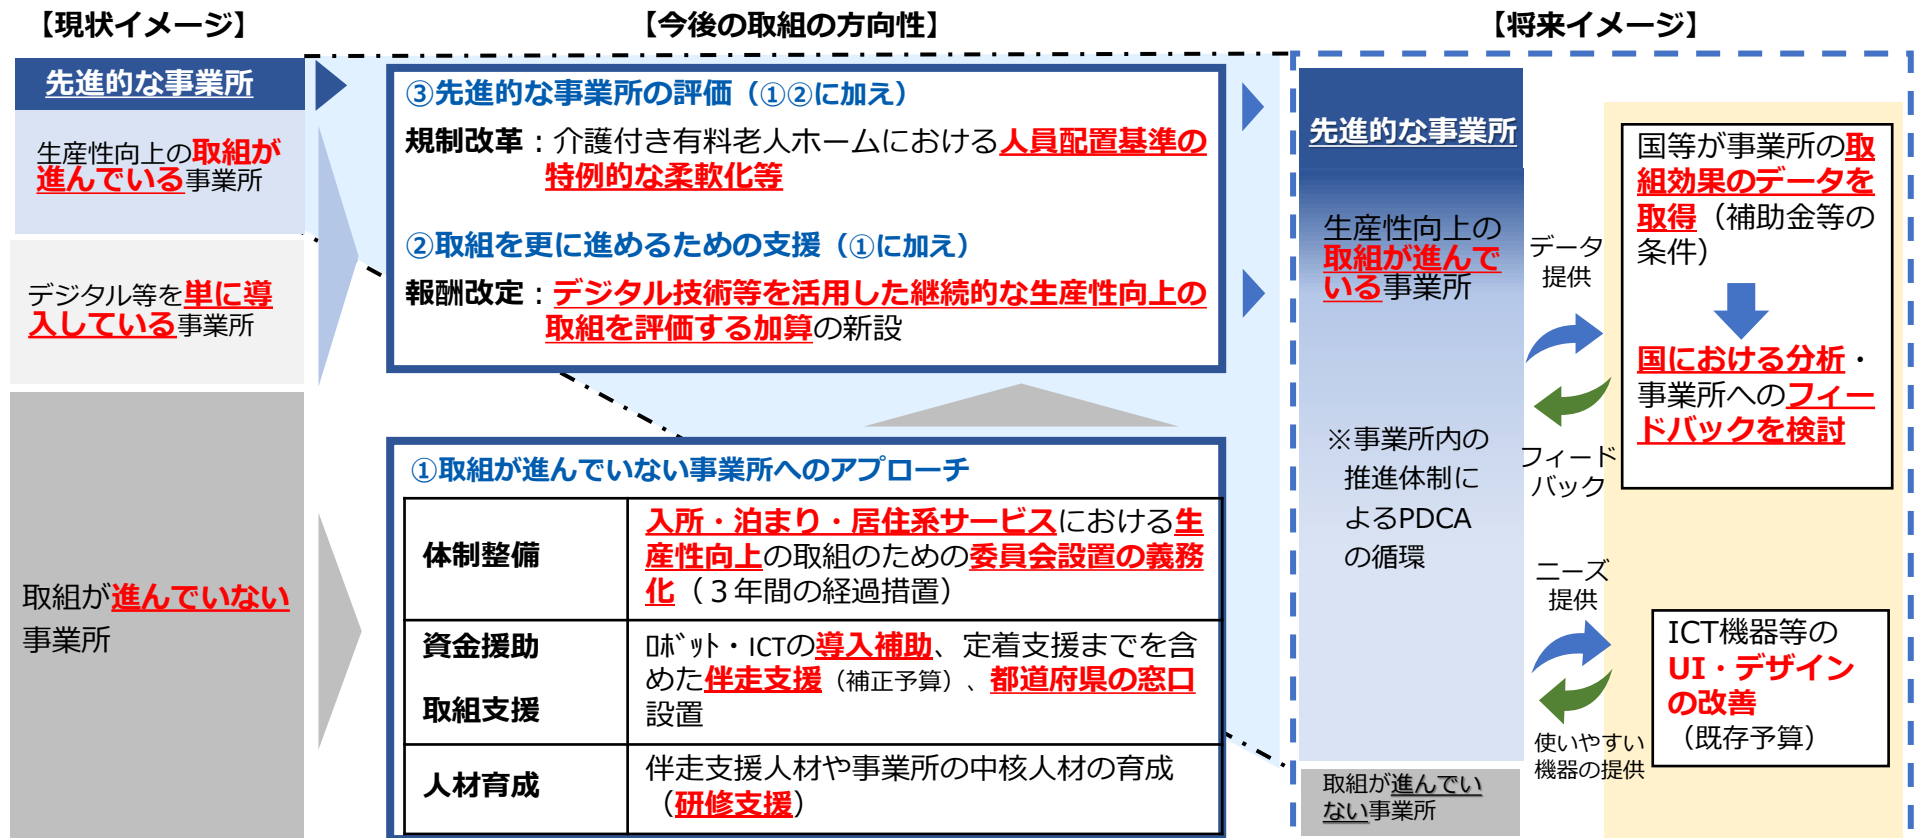 【現状イメージ】
先進的な事業所
生産性向上の取組が
進んでいる事業所
デジタル等を単に導
入している事業所
取組が進んでいない
事業所
【今後の取組の方向性】
③先進的な事業所の評価（①②に加え）
規制改革：介護付き有料老人ホームにおける人員配置基準の
特例的な柔軟化等
②取組を更に進めるための支援（①に加え）
報酬改定：デジタル技術等を活用した継続的な生産性向上の
取組を評価する加算の新設
①取組が進んでいない事業所へのアプローチ
体制整備
入所・泊まり・居住系サービスにおける生
産性向上の取組のための委員会設置の義務
化（３年間の経過措置）
資金援助
取組支援
ﾛﾎﾞｯﾄ・ICTの導入補助、定着支援までを含
めた伴走支援（補正予算）、都道府県の窓口
設置
人材育成
伴走支援人材や事業所の中核人材の育成
（研修支援）
【将来イメージ】
先進的な事業所
生産性向上の
取組が進んで
いる事業所
※事業所内の
推進体制に
よるPDCA
の循環
取組が進んでい
ない事業所
データ
提供
フィード
バック
ニーズ
提供
使いやすい
機器の提供
国等が事業所の取
組効果のデータを
取得（補助金等の
条件）
国における分析・
事業所へのフィー
ドバックを検討
ICT機器等の
UI・デザイン
の改善
（既存予算）